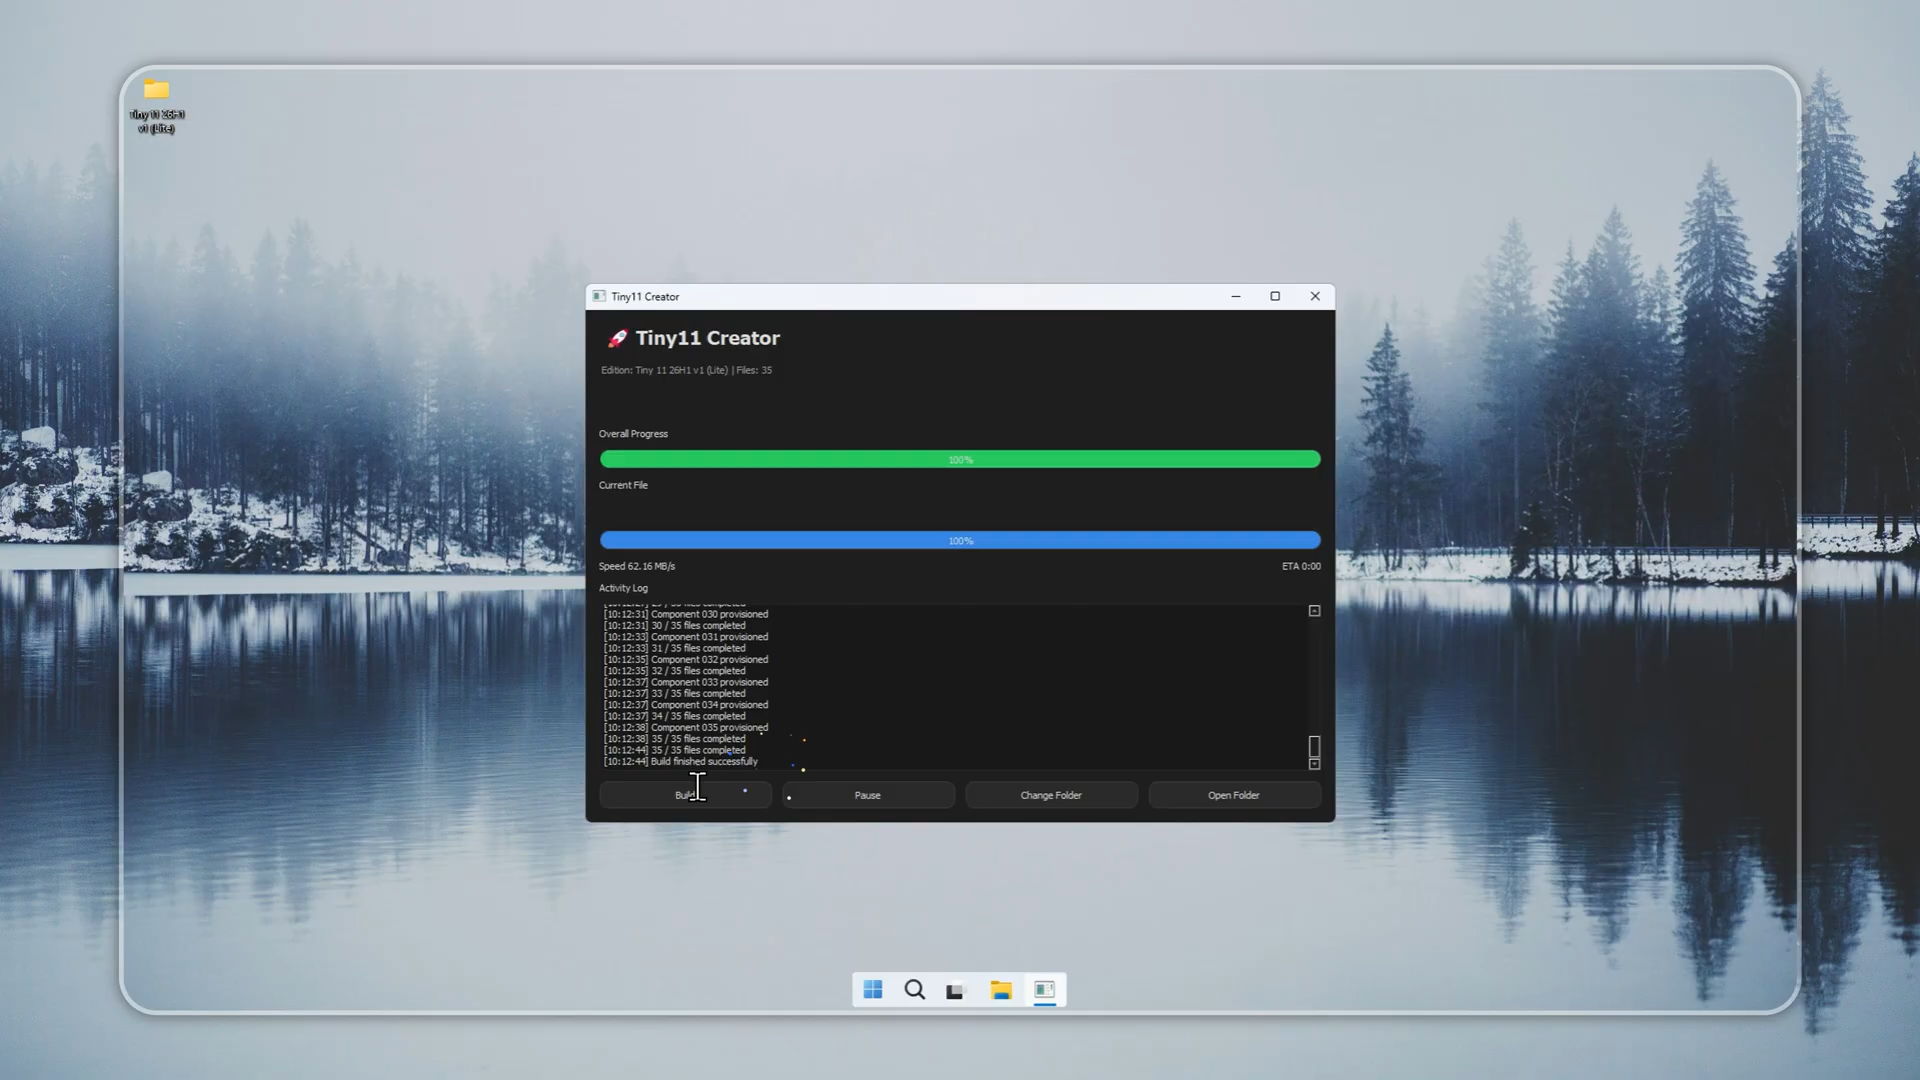 Tiny 11 26H1
v1 (Lite)
Tiny11 Creator
Tiny11 Creator
Edition: Tiny 11 26H1 v1 (Lite) | Files: 35
Overall Progress
100%
Current File
100%
Speed 62.16 MB/s
ETA 0:00
Activity Log
[10:12:31] Component 030 provisioned
[10:12:31] 30 / 35 files completed
[10:12:33] Component 031 provisioned
[10:12:33] 31 / 35 files completed
[10:12:35] Component 032 provisioned
[10:12:35] 32 / 35 files completed
[10:12:37] Component 033 provisioned
[10:12:37] 33 / 35 files completed
[10:12:37] Component 034 provisioned
[10:12:37] 34 / 35 files completed
[10:12:38] Component 035 provisioned
[10:12:38] 35 / 35 files completed
[10:12:44] 35 / 35 files completed
[10:12:44] Build finished successfully
Build
Pause
Change Folder
Open Folder